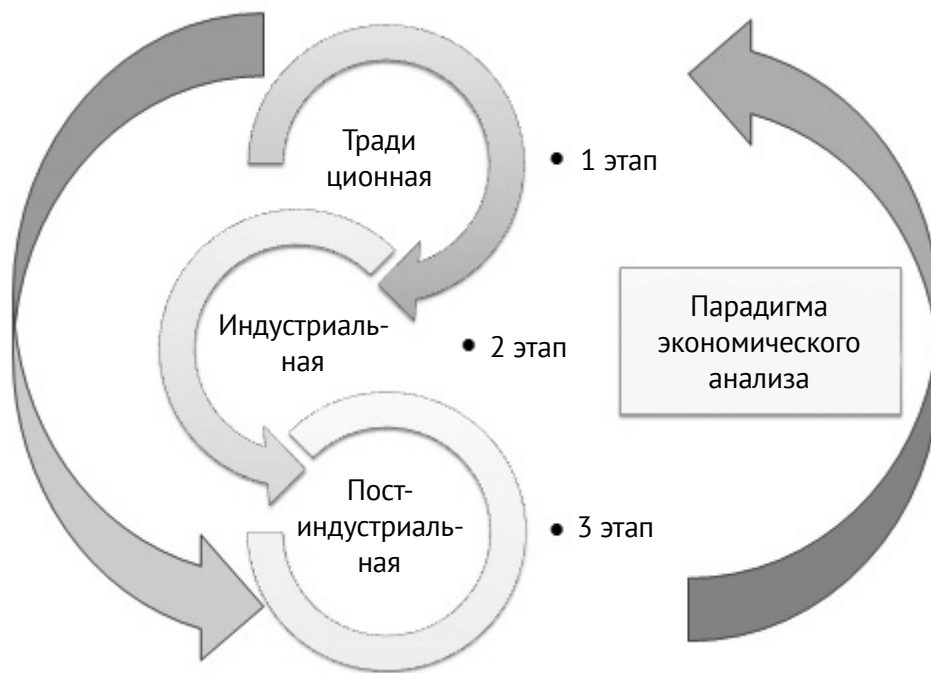 Тради
ционная
• 1 этап
Индустриаль-
ная
• 2 этап
Парадигма
экономического
анализа
Пост-
индустриаль-
ная
• 3 этап